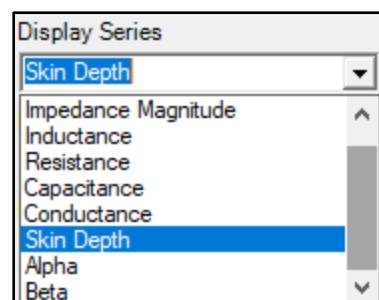 Display Series
Skin Depth
Impedance Magnitude
Inductance
Resistance
Capacitance
Conductance
Skin Depth
Alpha
Beta